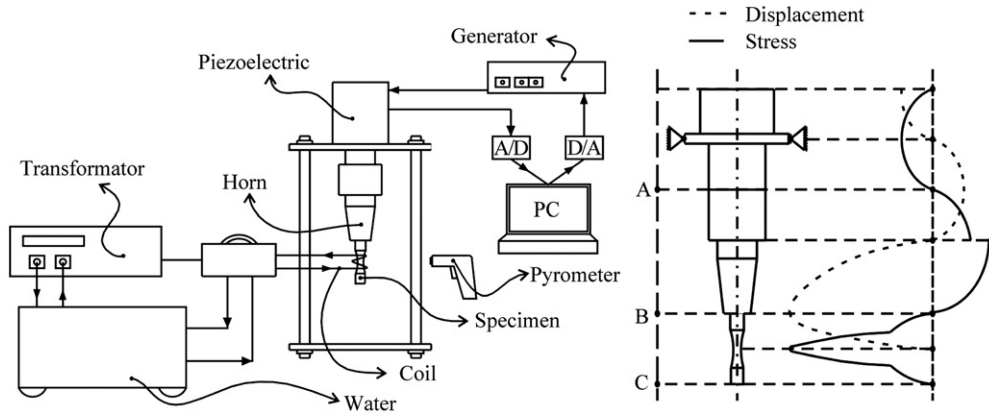 Displacement
Stress
Generator
Piezoelectric
A/D
D/A
PC
Transformator
Horn
Pyrometer
Specimen
Coil
Water
A
B
C